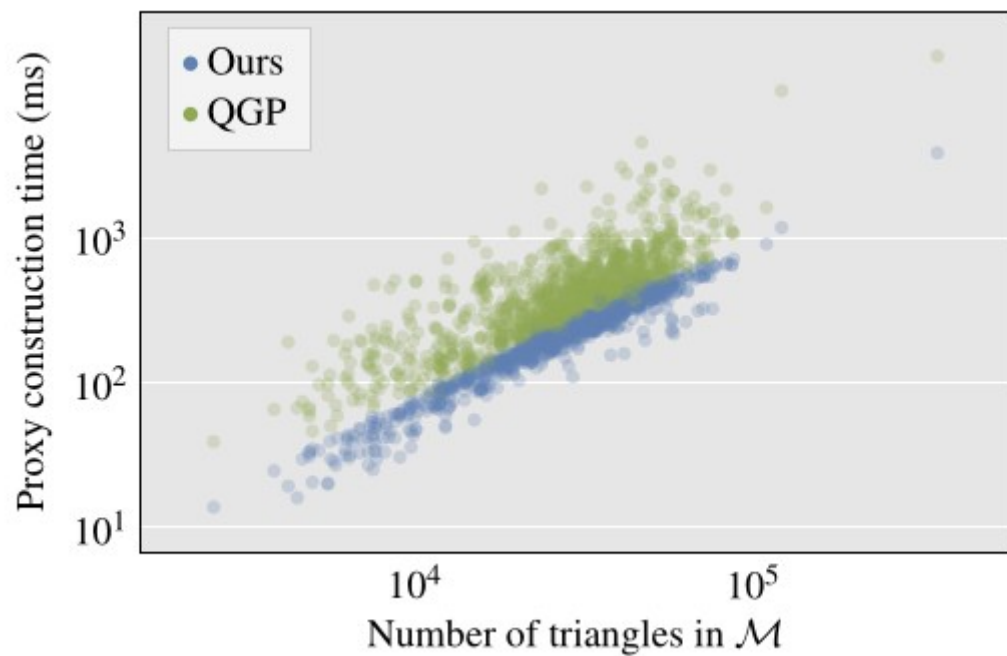 Ours
QGP
Proxy construction time (ms)
10³
10²
10¹
10⁴
10⁵
Number of triangles in ℳ